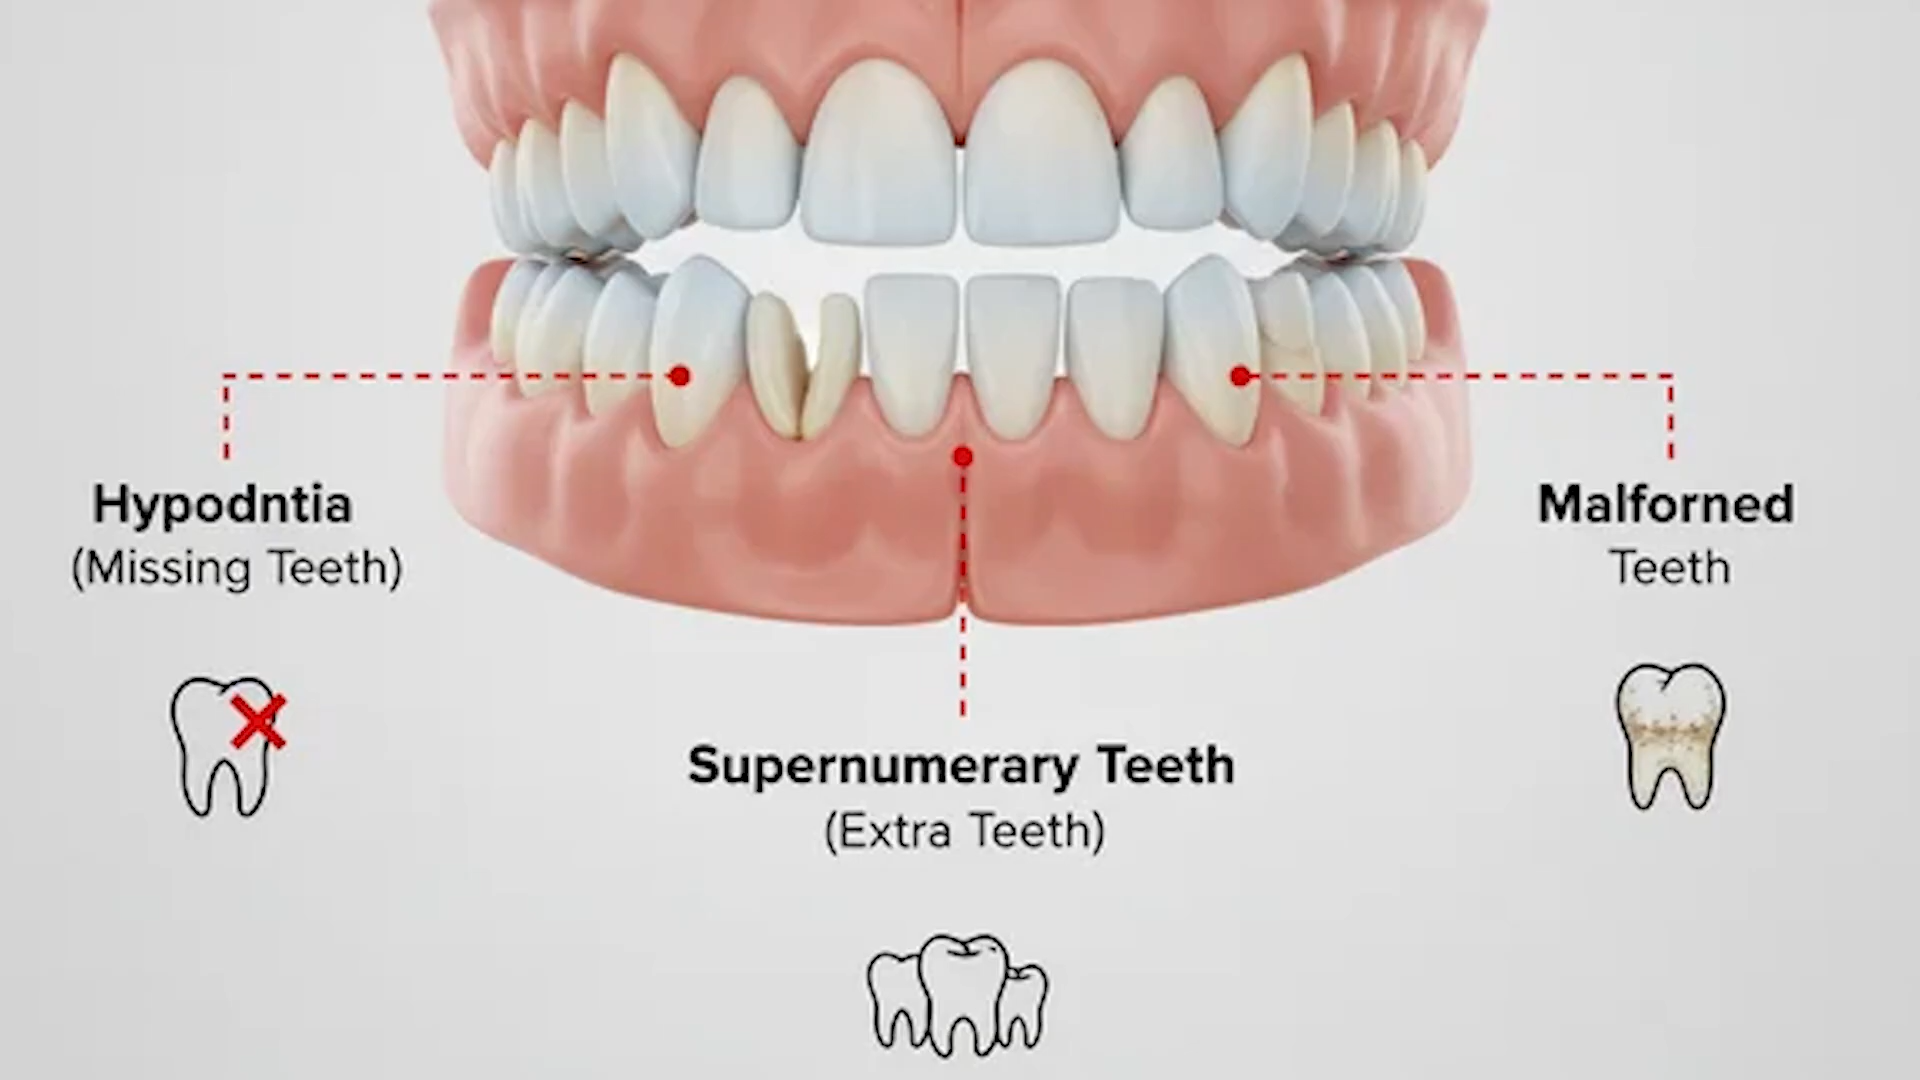 Hypodntia
(Missing Teeth)
Malforned
Teeth
Supernumerary Teeth
(Extra Teeth)